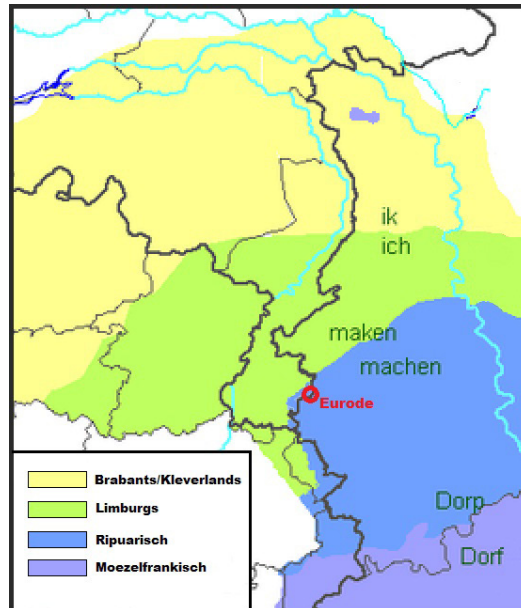 ik
ich
maken
machen
Eurode
Dorp
Dorf
Brabants/Kleverlands
Limburgs
Ripuarisch
Moezelfrankisch